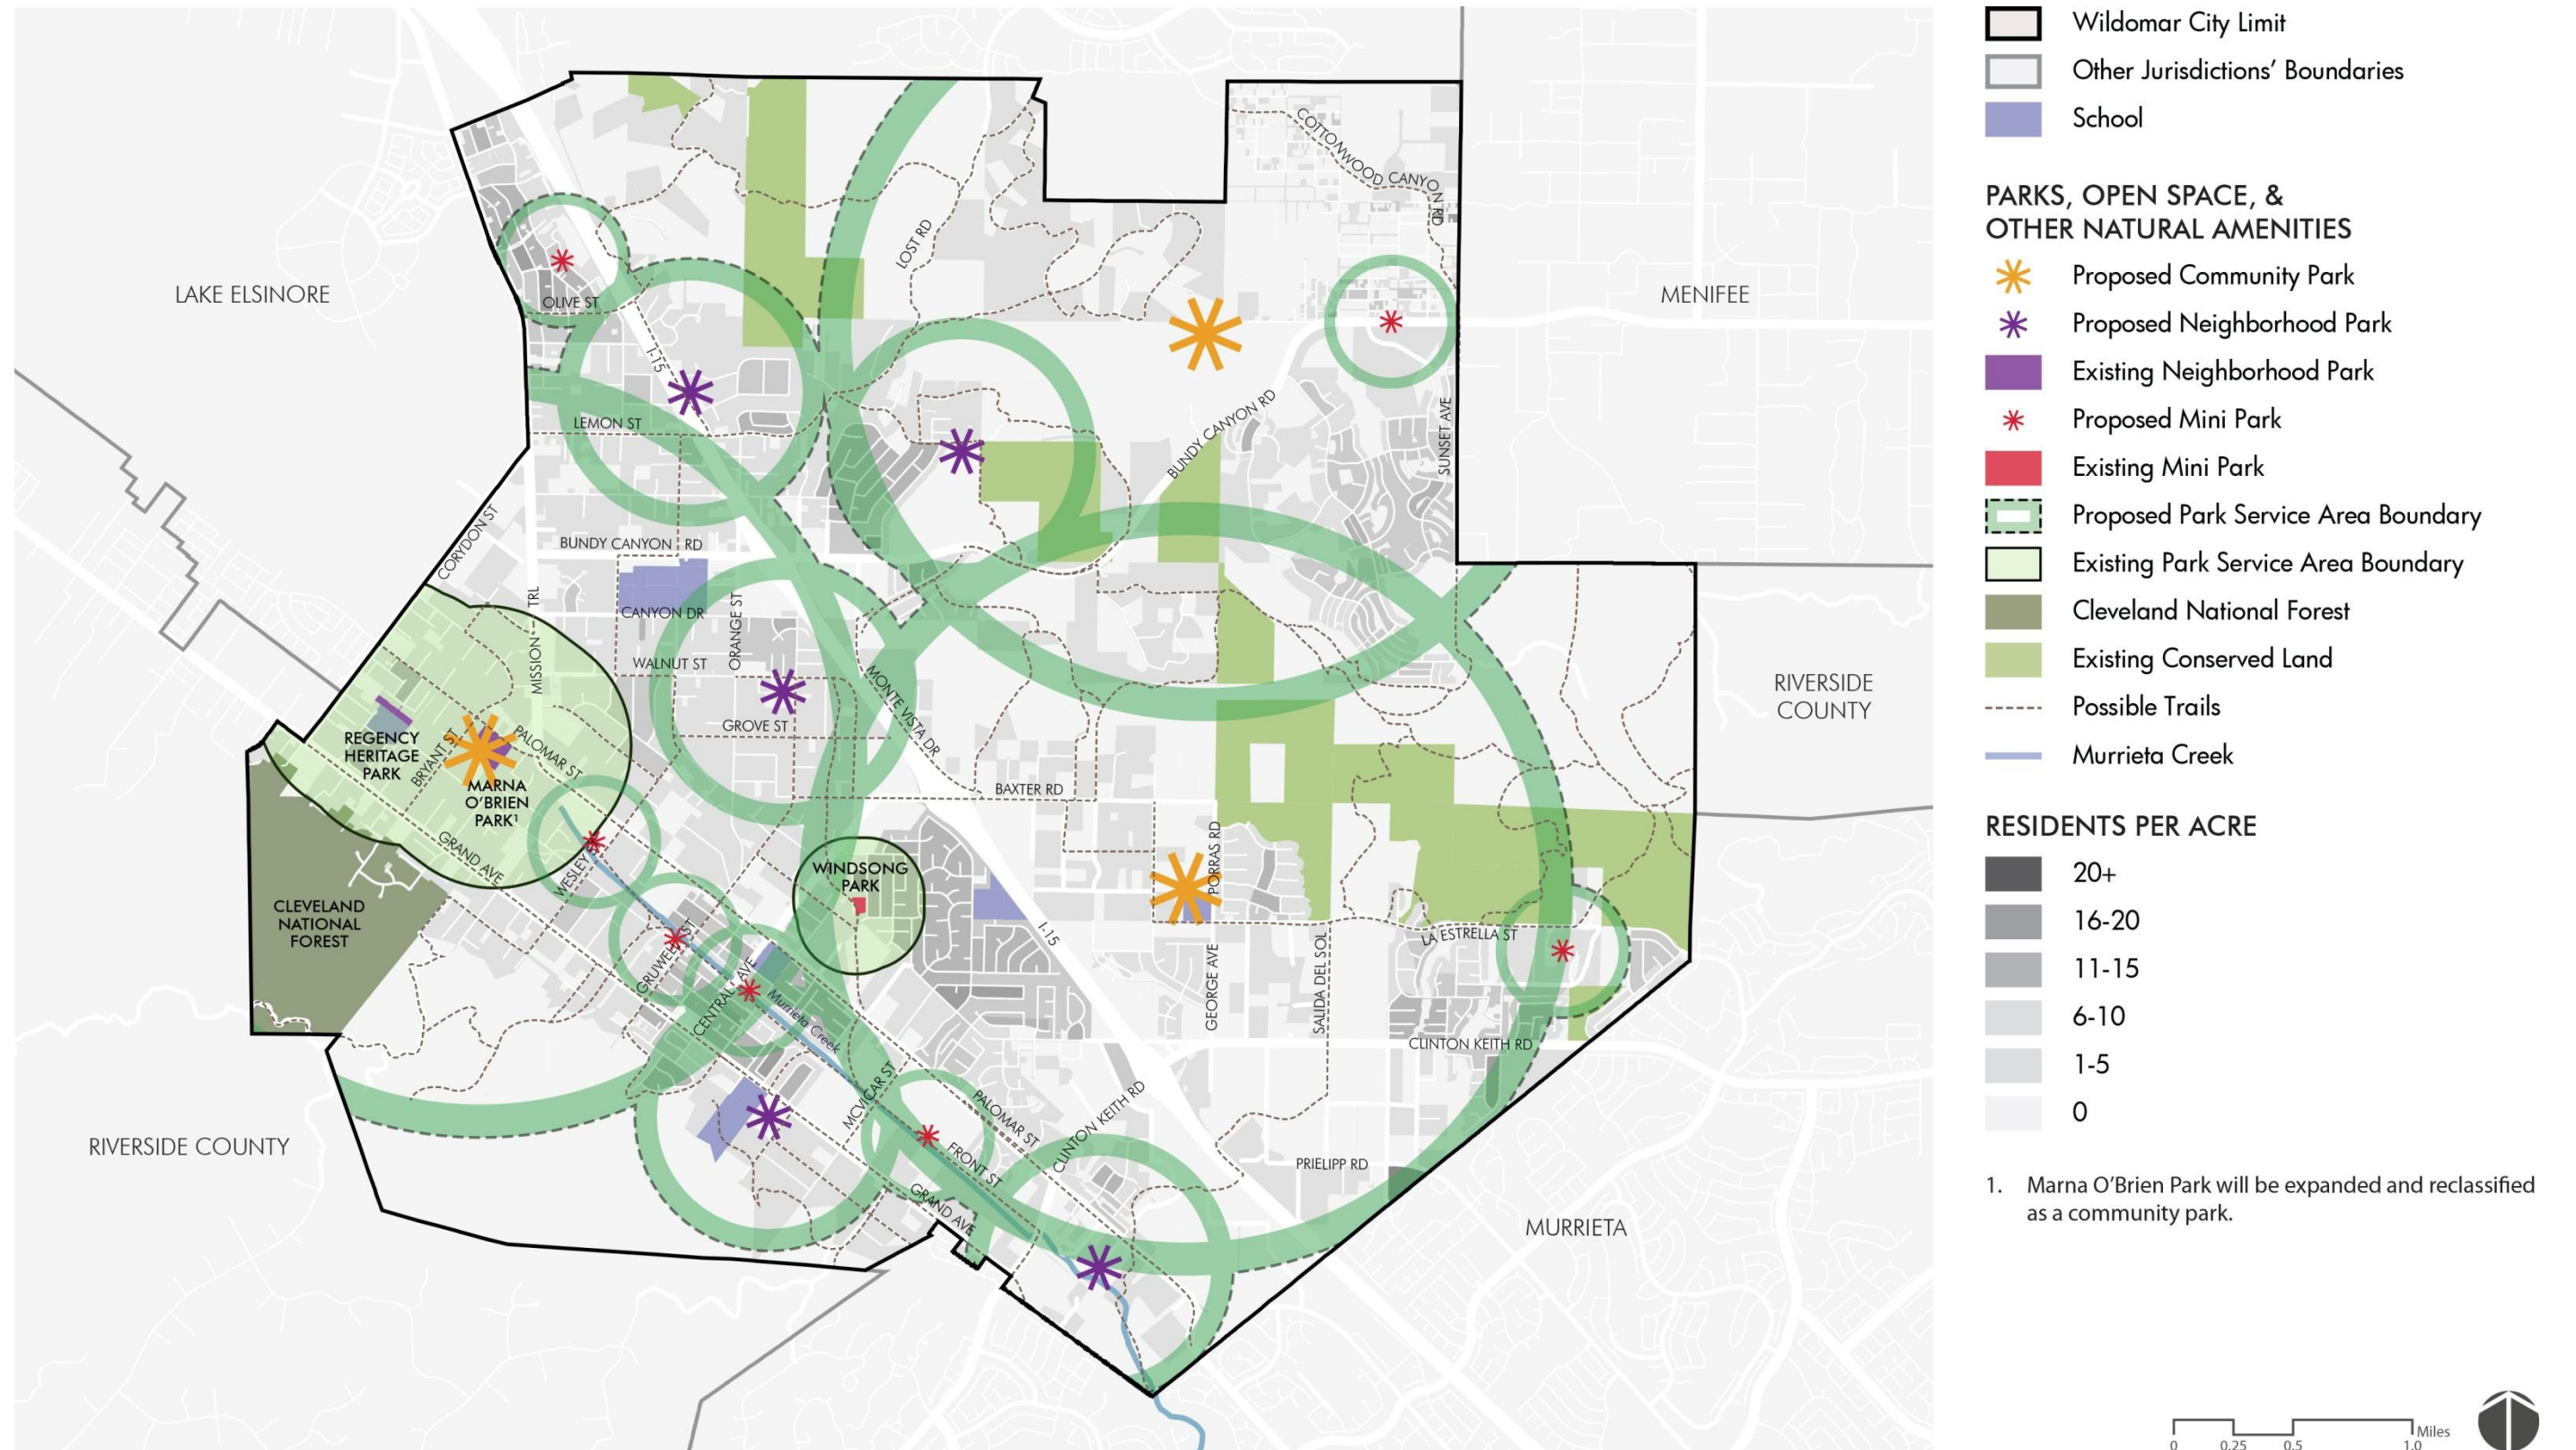 COTTONWOOD CANYON RD
LOST RD
LAKE ELSINORE
OLIVE ST
MENIFEE
I-15
LEMON ST
BUNDY CANYON RD
SUNSET AVE
CORYDON ST
BUNDY CANYON RD
CANYON DR
MISSION TRL
ORANGE ST
WALNUT ST
MONTE VISTA DR
GROVE ST
RIVERSIDE
COUNTY
REGENCY
HERITAGE
PARK
BRYANT ST
PALOMAR ST
MARNA
O'BRIEN
PARK¹
BAXTER RD
GRAND AVE
WESLEY ST
WINDSONG
PARK
PORRAS RD
CLEVELAND
NATIONAL
FOREST
GRUWELL ST
CENTRAL AVE
Murrieta Creek
I-15
LA ESTRELLA ST
GEORGE AVE
SALIDA DEL SOL
CLINTON KEITH RD
MCVICAR ST
PALOMAR ST
CLINTON KEITH RD
RIVERSIDE COUNTY
FRONT ST
GRAND AVE
PRIELIPP RD
MURRIETA
Wildomar City Limit
Other Jurisdictions' Boundaries
School
PARKS, OPEN SPACE, &
OTHER NATURAL AMENITIES
Proposed Community Park
Proposed Neighborhood Park
Existing Neighborhood Park
Proposed Mini Park
Existing Mini Park
Proposed Park Service Area Boundary
Existing Park Service Area Boundary
Cleveland National Forest
Existing Conserved Land
Possible Trails
Murrieta Creek
RESIDENTS PER ACRE
20+
16-20
11-15
6-10
1-5
0
1. Marna O'Brien Park will be expanded and reclassified
as a community park.
Miles
0 0.25 0.5 1.0